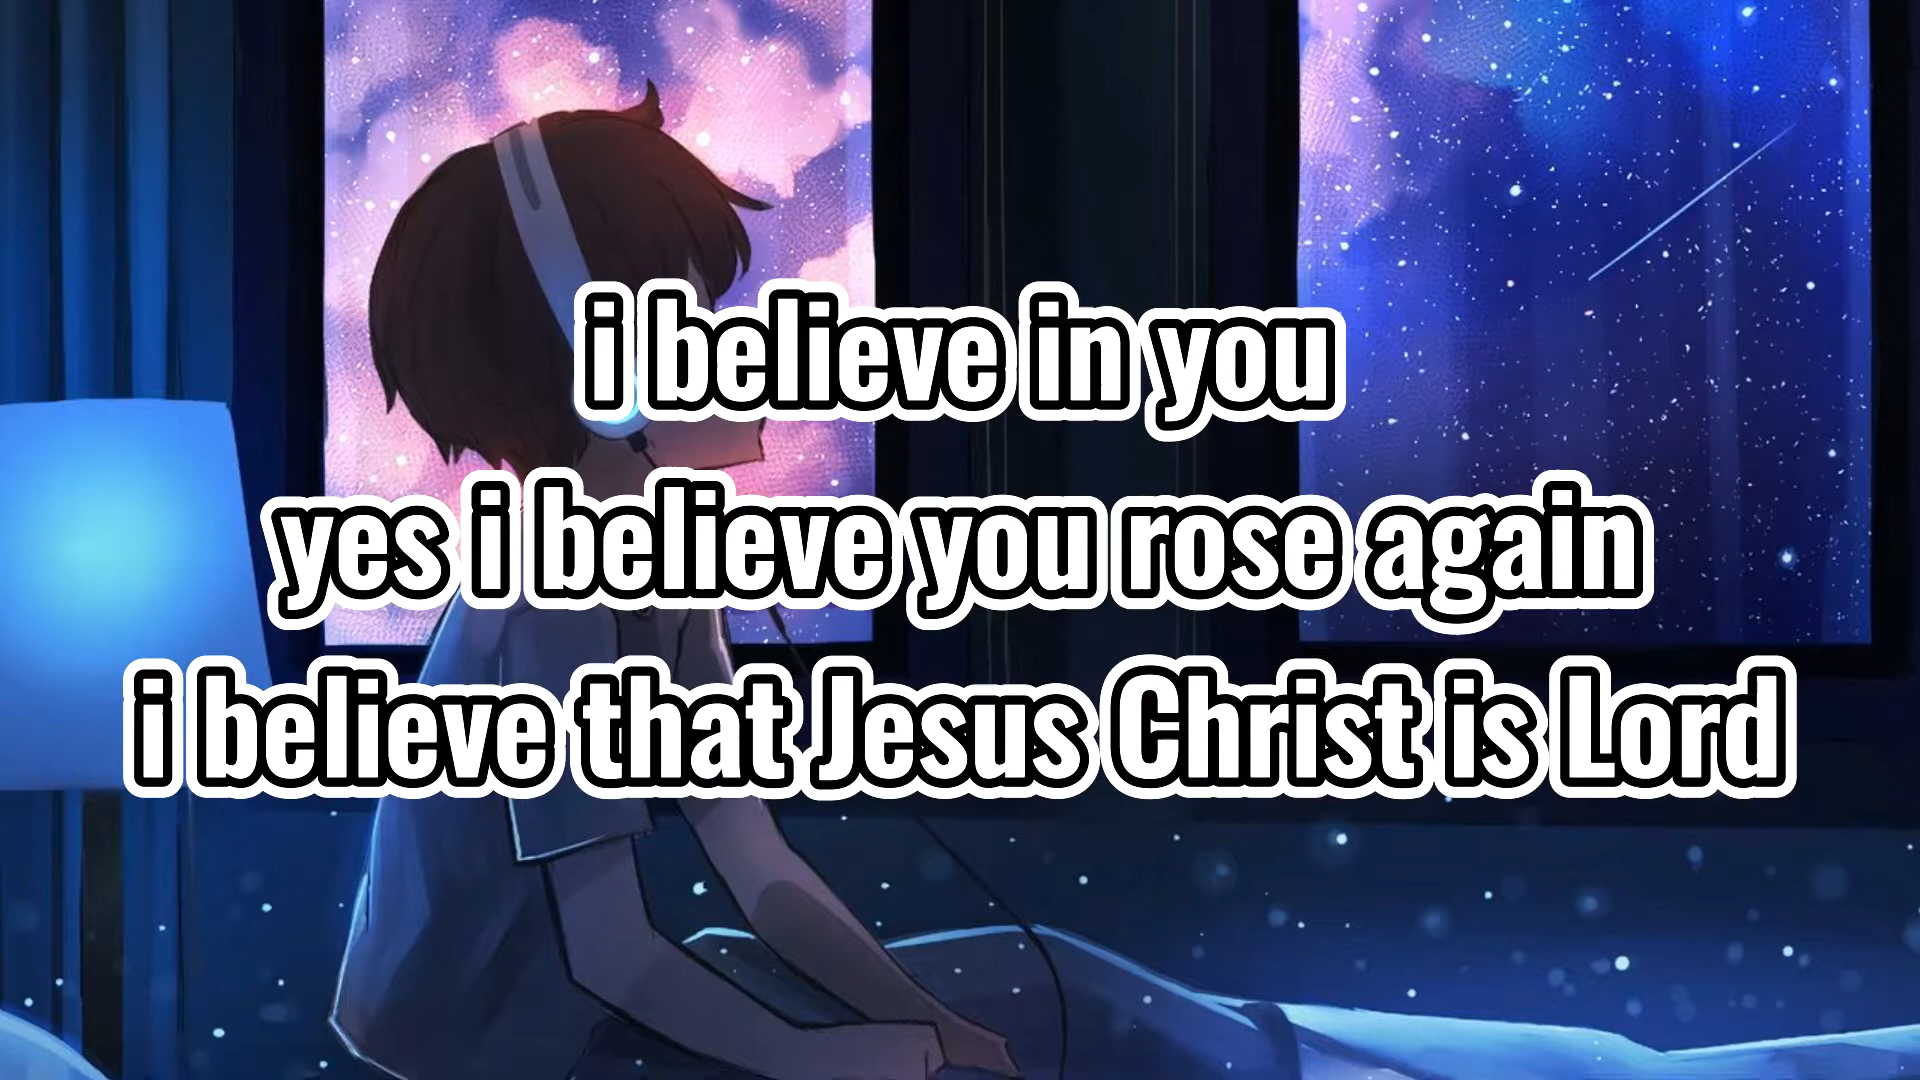 i believe in you
yes i believe you rose again
i believe that Jesus Christ is Lord